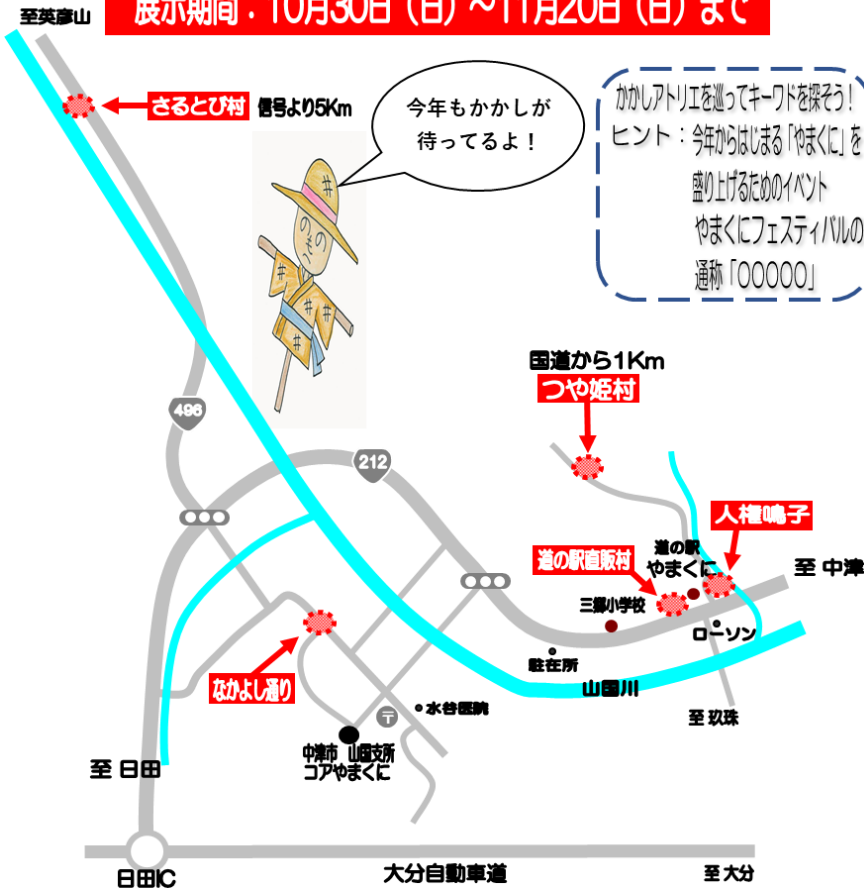 展示期間：10月30日（日）～11月20日（日）まで
至英彦山
さるとび村 信号より5Km
今年もかかしが
待ってるよ！
かかしアトリエを巡ってキーワドを探そう！
ヒント：今年からはじまる「やまくに」を
盛り上げるためのイベント
やまくにフェスティバルの
通称「〇〇〇〇〇」
国道から1Km
つや姫村
496
212
人権鳴子
道の駅
やまくに
道の駅直販村
至 中津
三郷小学校
ローソン
駐在所
山国川
なかよし通り
水谷医院
〒
至 玖珠
中津市 山国支所
コアやまくに
至 日田
日田IC
大分自動車道
至 大分